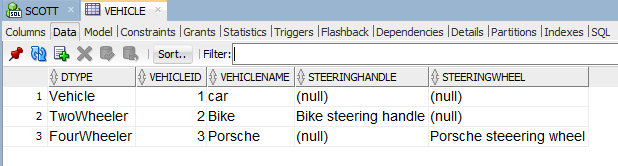 SCOTT VEHICLE
Columns Data Model Constraints Grants Statistics Triggers Flashback Dependencies Details Partitions Indexes SQL
Sort.. Filter:
DTYPE VEHICLEID VEHICLENAME STEERINGHANDLE STEERINGWHEEL
1 Vehicle 1 car (null) (null)
2 TwoWheeler 2 Bike Bike steering handle (null)
3 FourWheeler 3 Porsche (null) Porsche steeering wheel